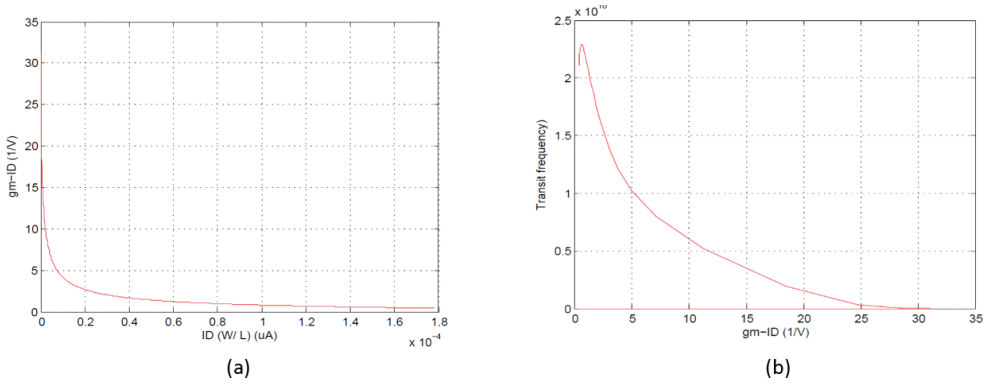 35
30
25
20
15
10
5
0
gm-ID (1/V)
0 0.2 0.4 0.6 0.8 1 1.2 1.4 1.6 1.8
ID (W/ L) (uA)
x 10⁻⁴
(a)
2.5
2
1.5
1
0.5
0
Transit frequency)
0 5 10 15 20 25 30 35
gm-ID (1/V)
(b)